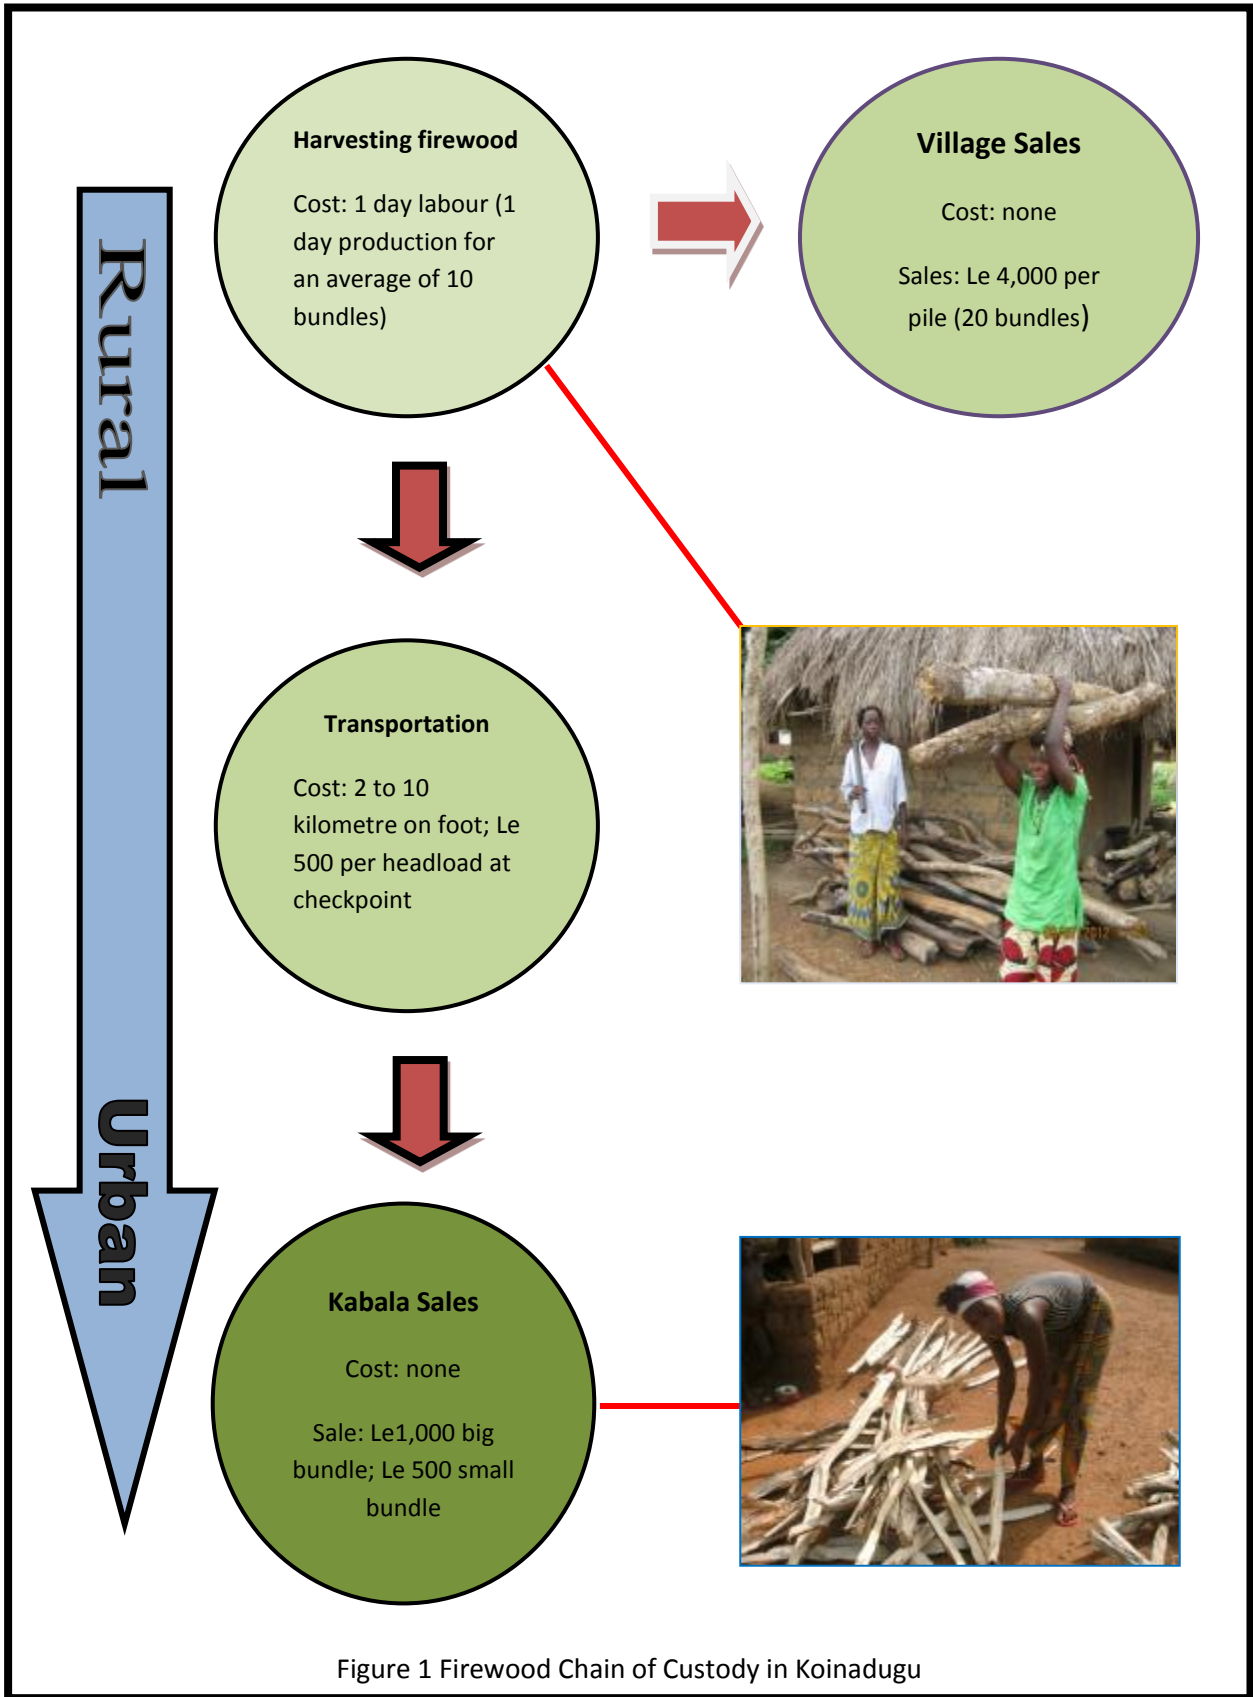 Rural
Urban
Harvesting firewood
Cost: 1 day labour (1
day production for
an average of 10
bundles)
Village Sales
Cost: none
Sales: Le 4,000 per
pile (20 bundles)
Transportation
Cost: 2 to 10
kilometre on foot; Le
500 per headload at
checkpoint
Kabala Sales
Cost: none
Sale: Le1,000 big
bundle; Le 500 small
bundle
Figure 1 Firewood Chain of Custody in Koinadugu